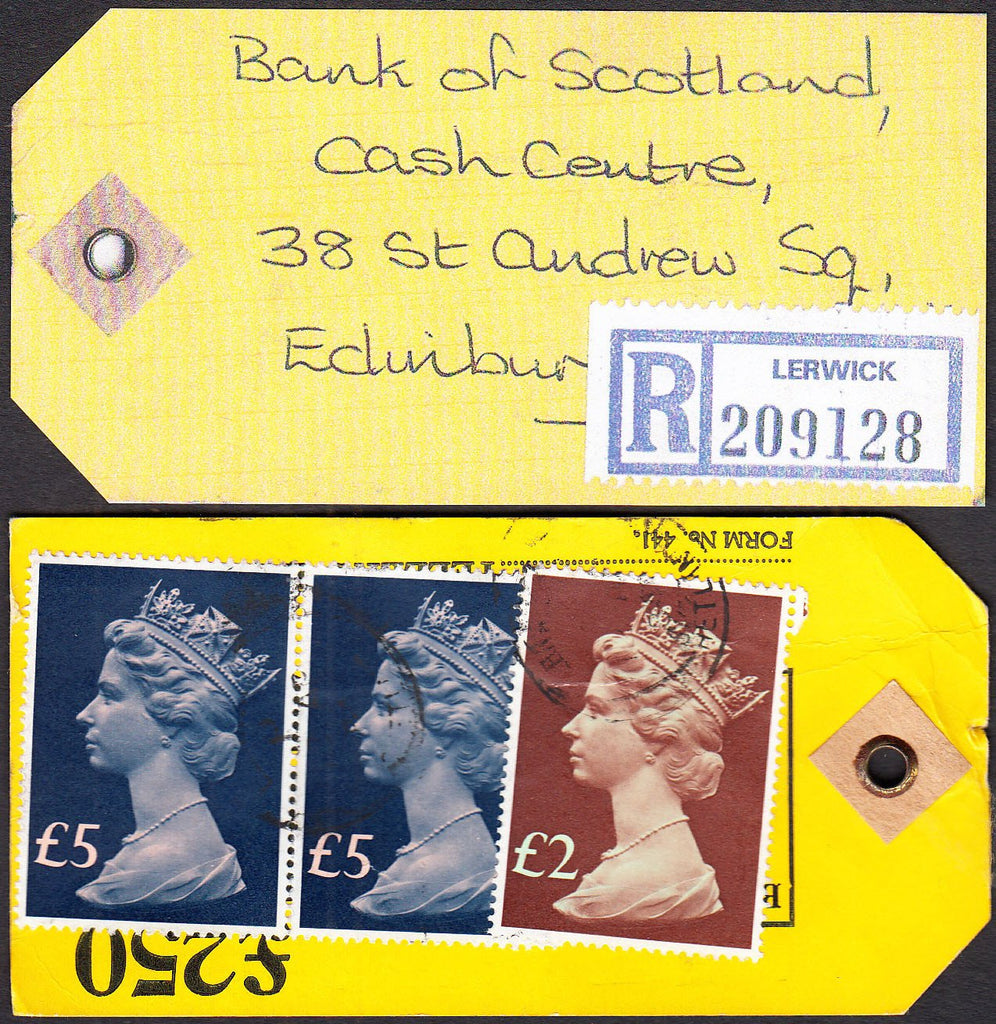 Bank of Scotland,
Cash Centre,
38 St Andrew Sq,
Edinbur
R
LERWICK
209128
FORM No. 441.
£5
£5
£2
£250